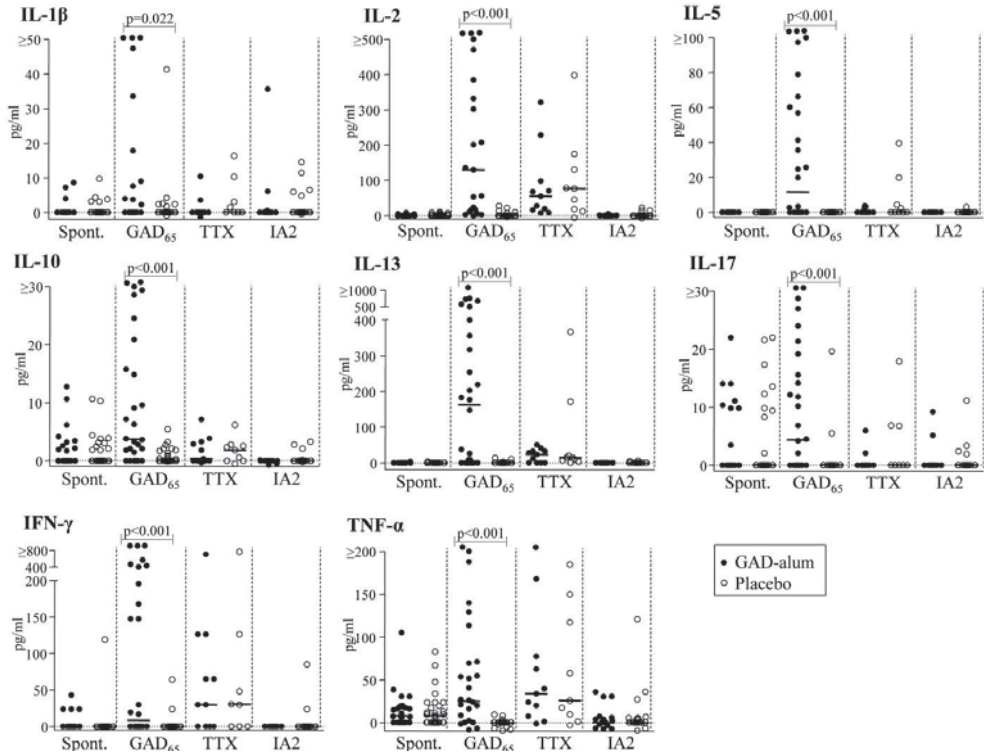 IL-1β
p=0.022
≥50
40
30
20
10
0
pg/ml
Spont. GAD65 TTX IA2
IL-2
p<0.001
≥500
400
300
200
100
0
pg/ml
Spont. GAD65 TTX IA2
IL-5
p<0.001
≥100
80
60
40
20
0
pg/ml
Spont. GAD65 TTX IA2
IL-10
p<0.001
≥30
20
10
0
pg/ml
Spont. GAD65 TTX IA2
IL-13
p<0.001
≥1000
500
400
300
200
100
0
pg/ml
Spont. GAD65 TTX IA2
IL-17
p<0.001
≥30
20
10
0
pg/ml
Spont. GAD65 TTX IA2
IFN-γ
p<0.001
≥800
400
200
150
100
50
0
pg/ml
Spont. GAD65 TTX IA2
TNF-α
p<0.001
≥200
150
100
50
0
pg/ml
Spont. GAD65 TTX IA2
GAD-alum
Placebo